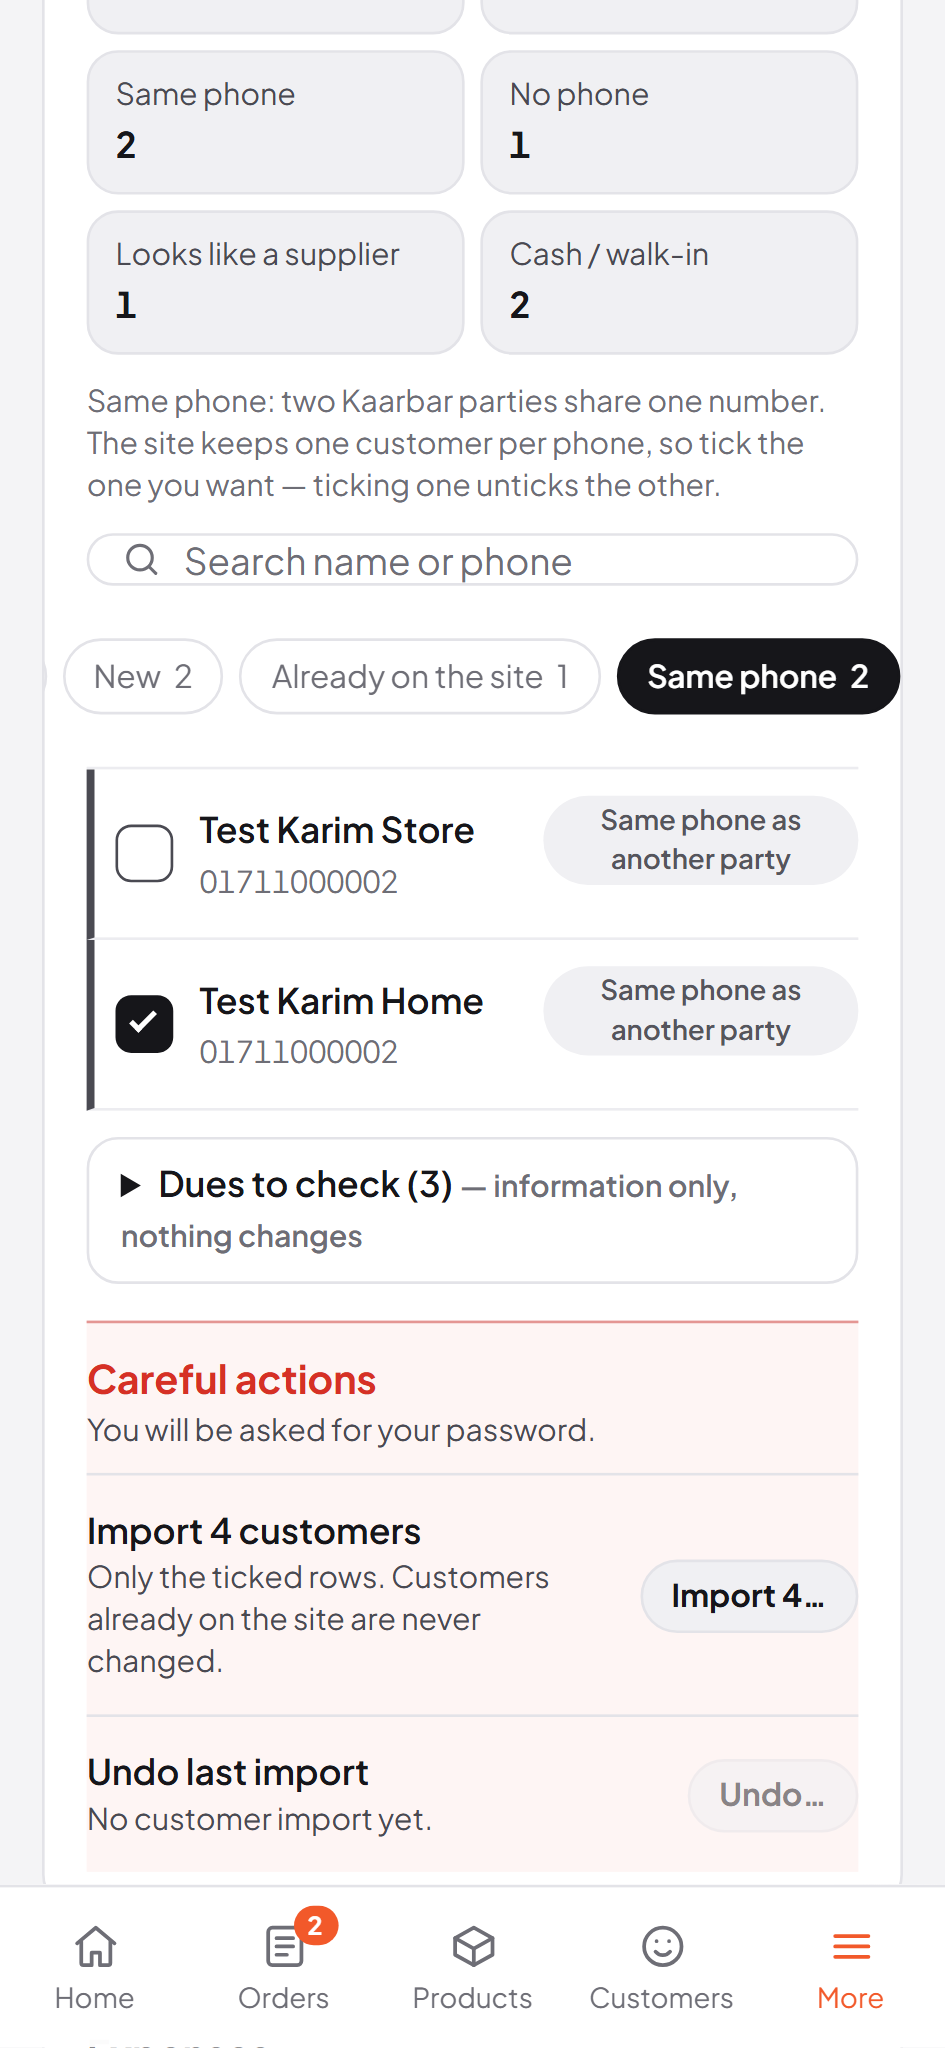 Same phone
2
No phone
1
Looks like a supplier
1
Cash / walk-in
2
Same phone: two Kaarbar parties share one number.
The site keeps one customer per phone, so tick the
one you want — ticking one unticks the other.
Search name or phone
New 2
Already on the site 1
Same phone 2
Test Karim Store
01711000002
Same phone as
another party
Test Karim Home
01711000002
Same phone as
another party
Dues to check (3) — information only,
nothing changes
Careful actions
You will be asked for your password.
Import 4 customers
Only the ticked rows. Customers
already on the site are never
changed.
Import 4...
Undo last import
No customer import yet.
Undo...
2
Home
Orders
Products
Customers
More